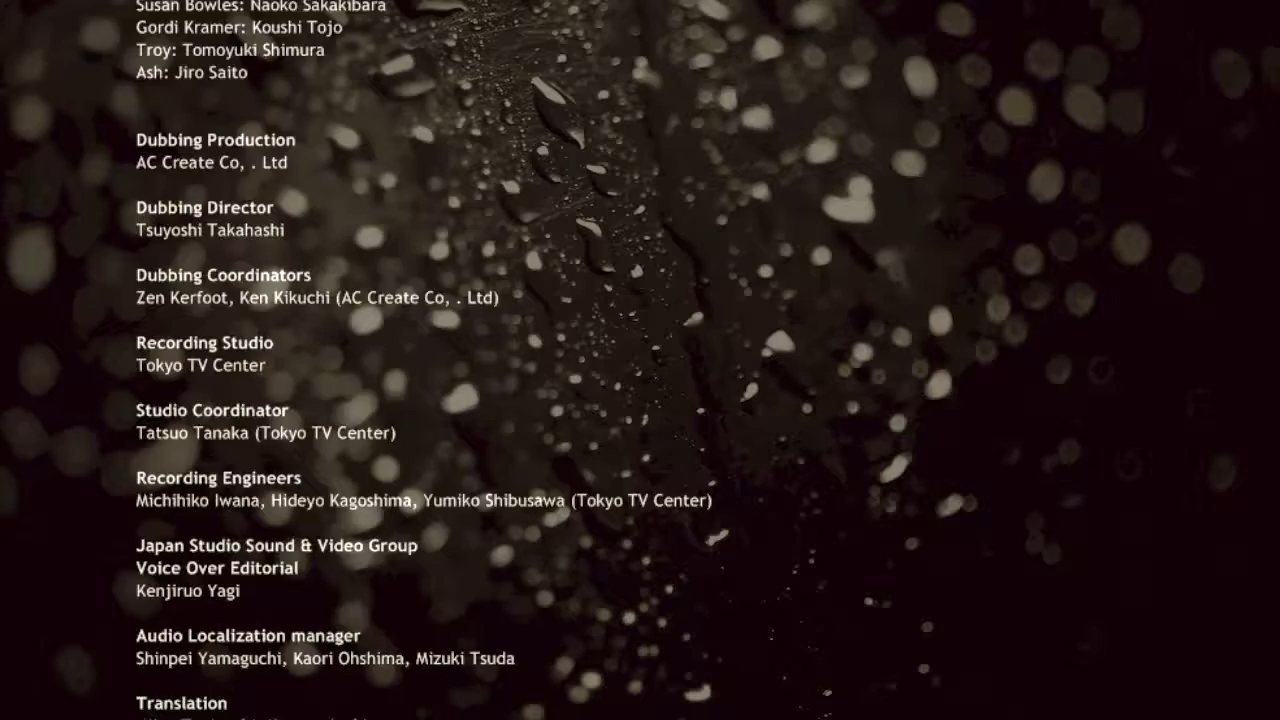 Susan Bowles: Naoko Sakakibara
Gordi Kramer: Koushi Tojo
Troy: Tomoyuki Shimura
Ash: Jiro Saito
Dubbing Production
AC Create Co, . Ltd
Dubbing Director
Tsuyoshi Takahashi
Dubbing Coordinators
Zen Kerfoot, Ken Kikuchi (AC Create Co, . Ltd)
Recording Studio
Tokyo TV Center
Studio Coordinator
Tatsuo Tanaka (Tokyo TV Center)
Recording Engineers
Michihiko Iwana, Hideyo Kagoshima, Yumiko Shibusawa (Tokyo TV Center)
Japan Studio Sound & Video Group
Voice Over Editorial
Kenjiruo Yagi
Audio Localization manager
Shinpei Yamaguchi, Kaori Ohshima, Mizuki Tsuda
Translation